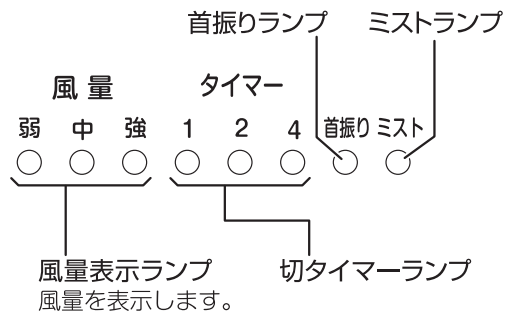 首振りランプ ミストランプ
風量 タイマー
弱 中 強 1 2 4 首振り ミスト
風量表示ランプ 切タイマーランプ
風量を表示します。